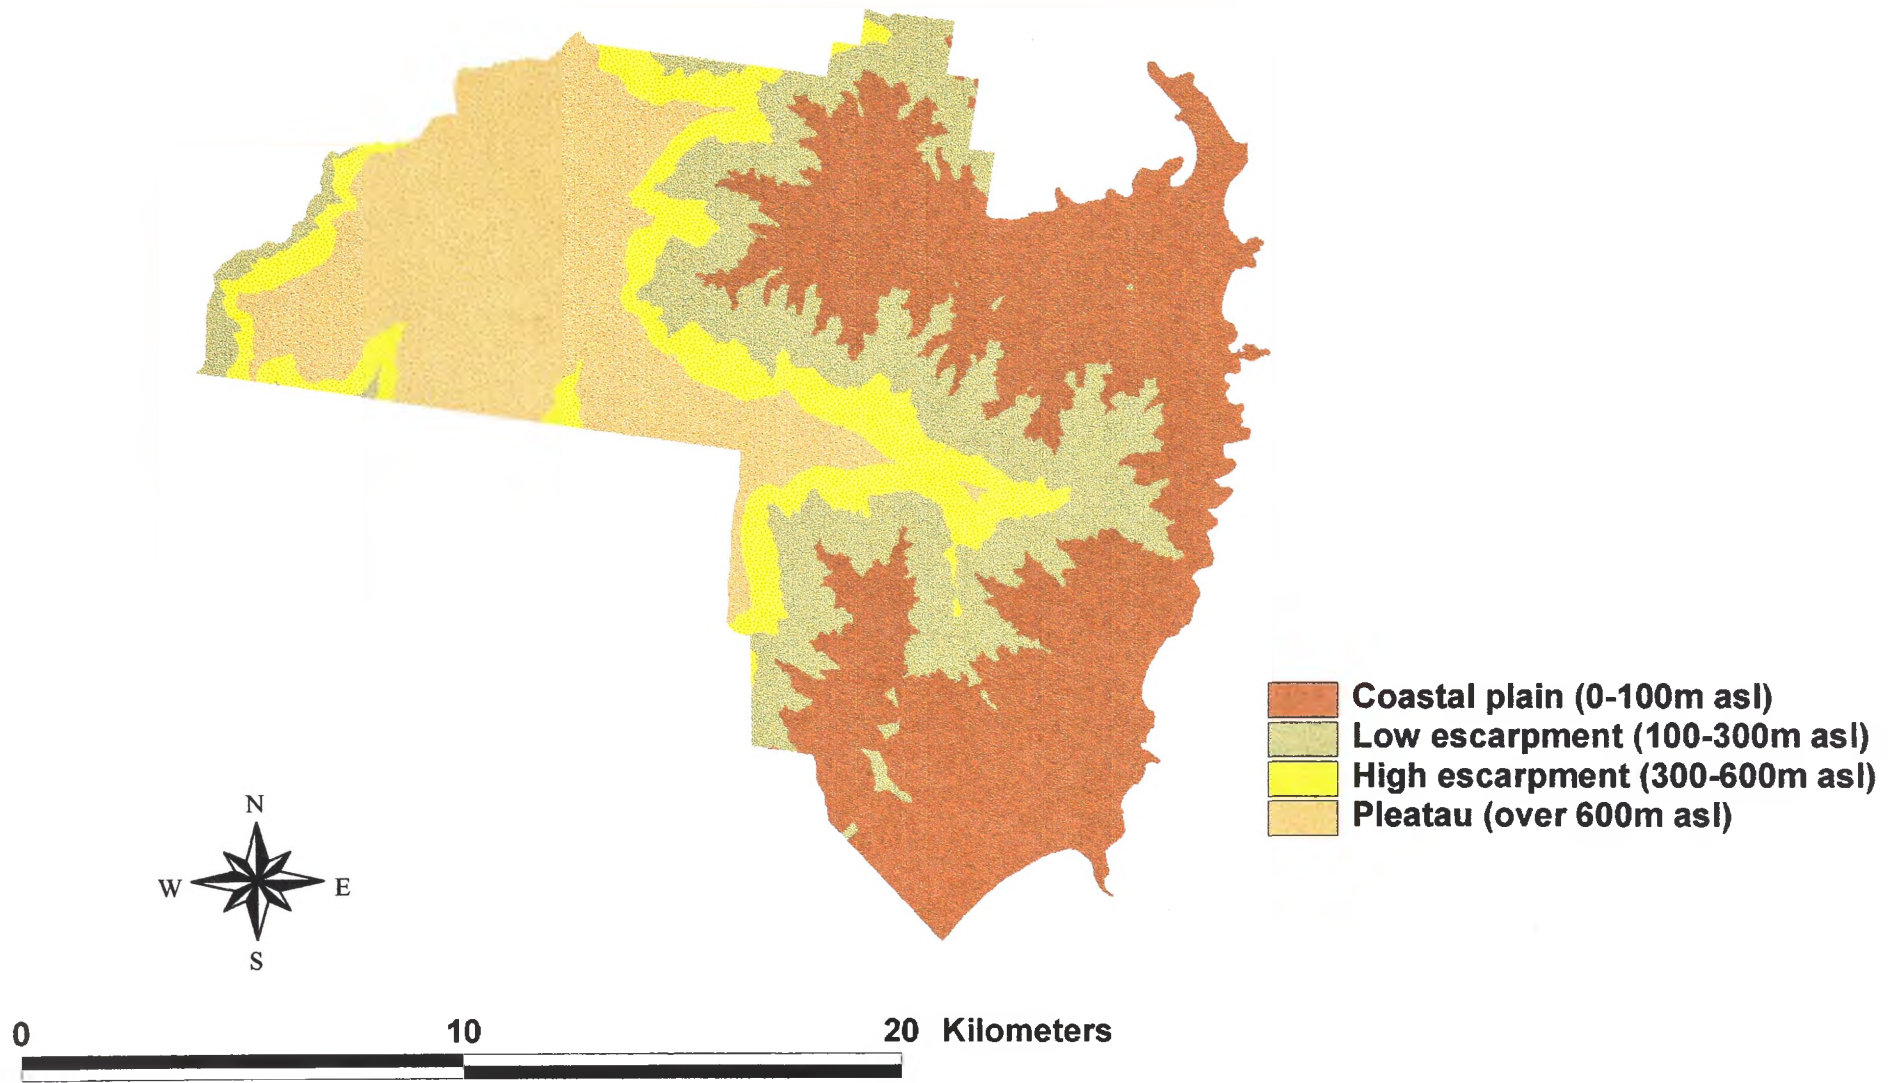 Coastal plain (0-100m asl)
Low escarpment (100-300m asl)
High escarpment (300-600m asl)
Pleatau (over 600m asl)
N
W E
S
0 10 20 Kilometers